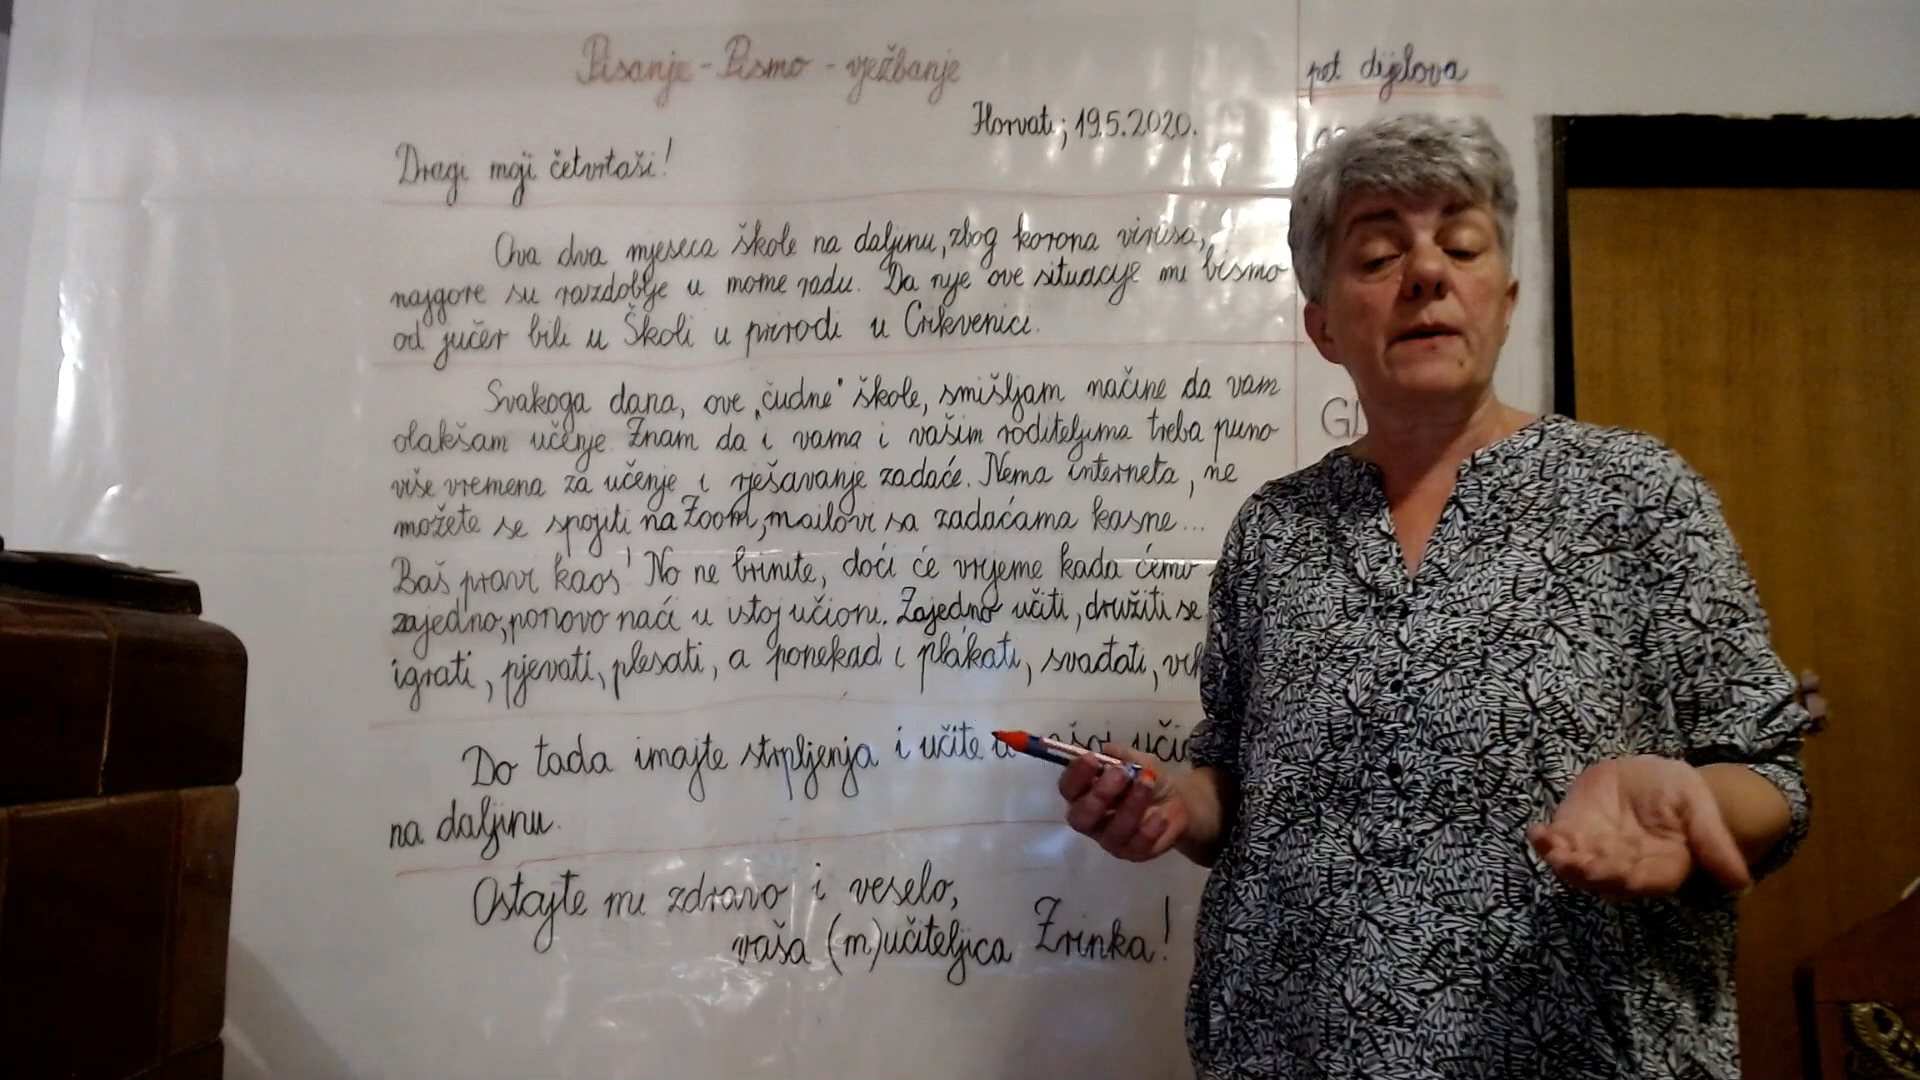 Pisanje - Pismo - vježbanje
pet dijelova
Horvati; 19.5.2020.
Dragi moji četvrtaši!
Ova dva mjeseca škole na daljinu, zbog korona virusa,
najgore su razdoblje u mome radu. Da nije ove situacije mi bismo
od jučer bili u Školi u prirodi u Crikvenici.
Svakoga dana, ove „čudne" škole, smišljam načine da vam
olakšam učenje Znam da i vama i vašim roditeljima treba puno
više vremena za učenje i rješavanje zadaće. Nema interneta, ne
možete se spojiti na Zoom, mailovi sa zadaćama kasne...
Baš pravi kaos! No ne brinite, doći će vrijeme kada ćemo
zajedno, ponovo naći u istoj učioni. Zajedno učiti, družiti se
igrati, pjevati, plesati, a ponekad i plakati, svađati,
Do tada imajte strpljenja i učite
na daljinu.
Ostajte mi zdravo i veselo,
vaša (m)učiteljica Zrinka!